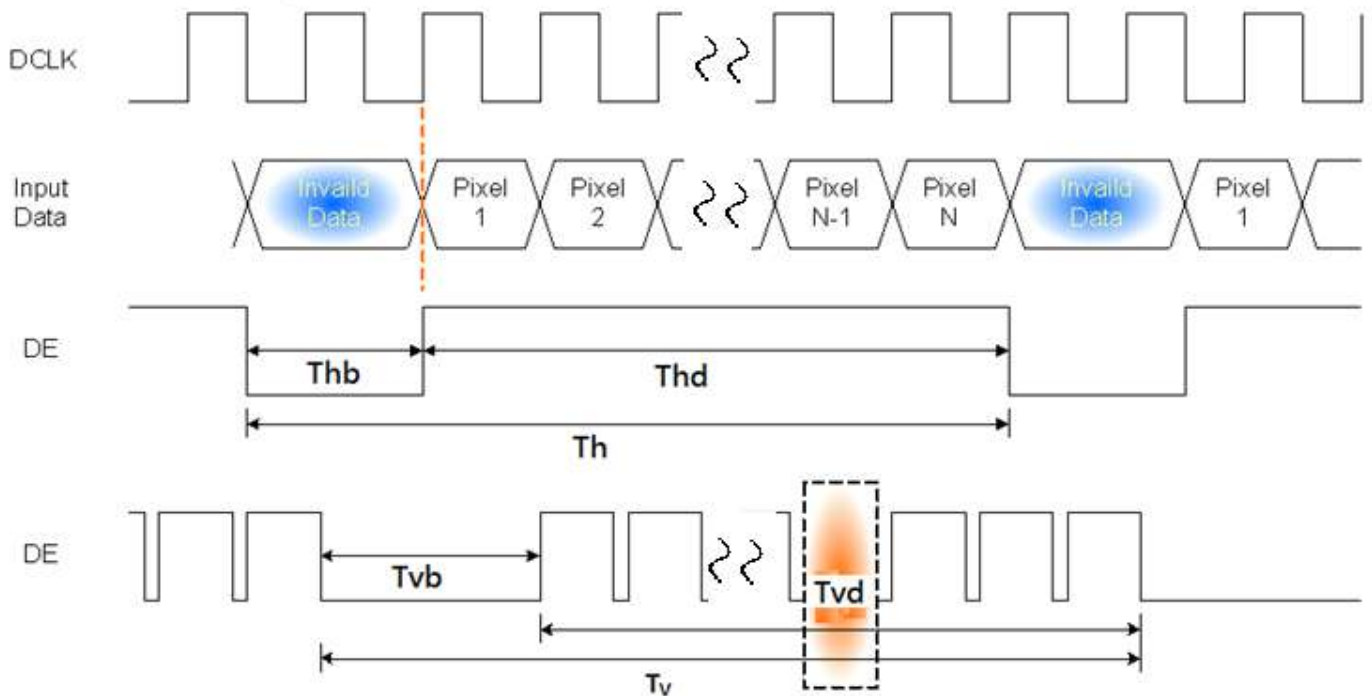 DCLK
Input
Data
Invaild
Data
Pixel
1
Pixel
2
Pixel
N-1
Pixel
N
Invaild
Data
Pixel
1
DE
Thb
Thd
Th
DE
Tvb
Tvd
Tv